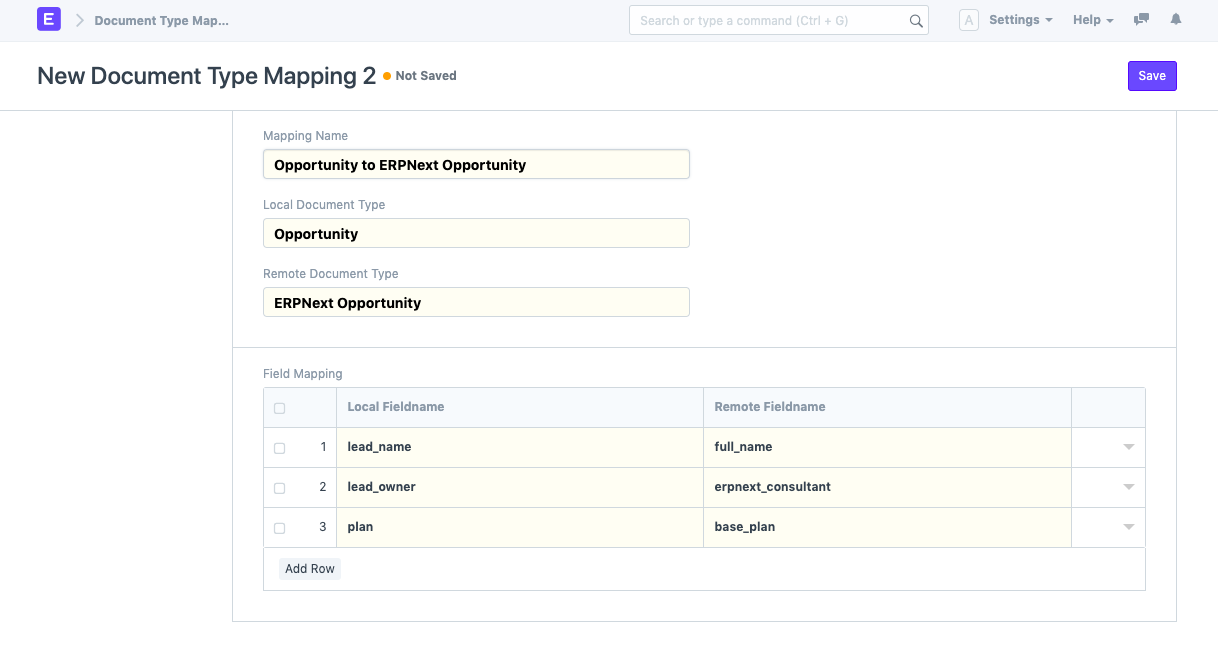 E Document Type Map... Search or type a command (Ctrl + G) A Settings Help
New Document Type Mapping 2 Not Saved Save
Mapping Name
Opportunity to ERPNext Opportunity
Local Document Type
Opportunity
Remote Document Type
ERPNext Opportunity
Field Mapping
Local Fieldname Remote Fieldname
1 lead_name full_name
2 lead_owner erpnext_consultant
3 plan base_plan
Add Row